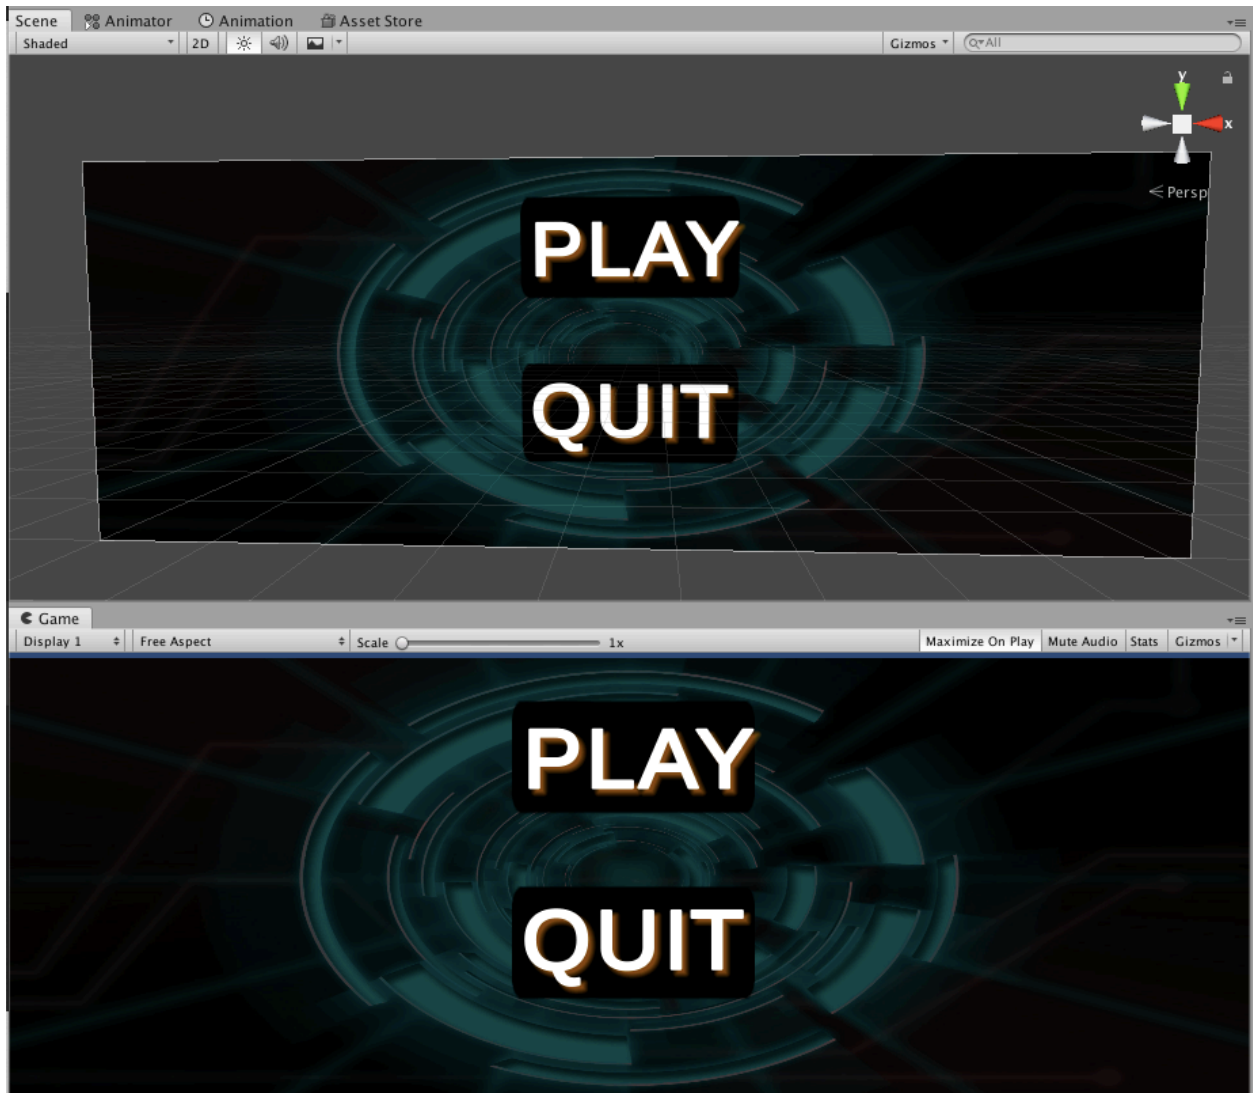 Scene Animator Animation Asset Store
Shaded 2D Gizmos All
y
x
Persp
PLAY
QUIT
Game
Display 1 Free Aspect Scale 1x Maximize On Play Mute Audio Stats Gizmos
PLAY
QUIT